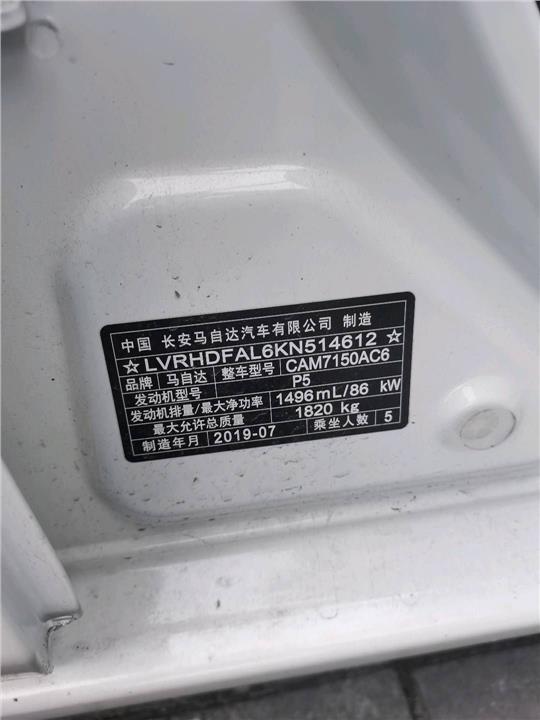 中国 长安马自达汽车有限公司 制造
☆LVRHDFAL6KN514612☆
品牌 马自达 整车型号 CAM7150AC6
发动机型号 P5
发动机排量/最大净功率 1496mL/86 kW
最大允许总质量 1820 kg
制造年月 2019-07 乘坐人数 5